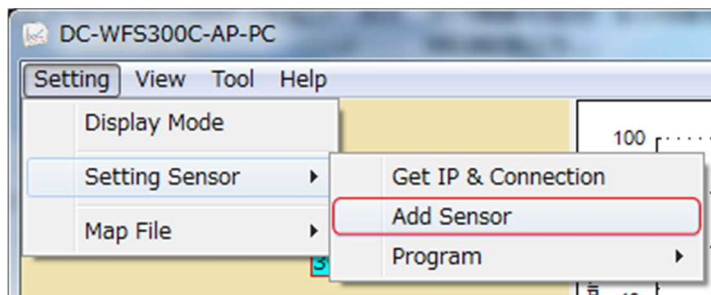 DC-WFS300C-AP-PC
Setting View Tool Help
Display Mode
Setting Sensor
Map File
Get IP & Connection
Add Sensor
Program
100
3